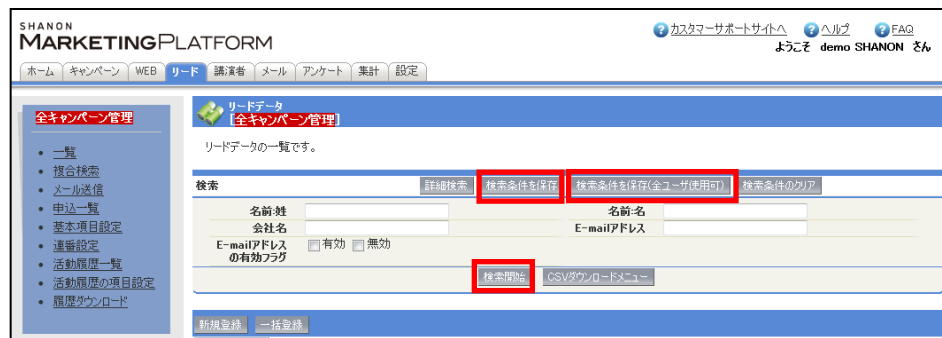 SHANON
MARKETINGPLATFORM
カスタマーサポートサイトへ ヘルプ FAQ
ようこそ demo SHANON さん
ホーム キャンペーン WEB リード 講演者 メール アンケート 集計 設定
全キャンペーン管理
• 一覧
• 複合検索
• メール送信
• 申込一覧
• 基本項目設定
• 連番設定
• 活動履歴一覧
• 活動履歴の項目設定
• 履歴ダウンロード
リードデータ
[全キャンペーン管理]
リードデータの一覧です。
検索 詳細検索 検索条件を保存 検索条件を保存(全ユーザ使用可) 検索条件のクリア
名前:姓 名前:名
会社名 E-mailアドレス
E-mailアドレスの有効フラグ 有効 無効
検索開始 CSVダウンロードメニュー
新規登録 一括登録